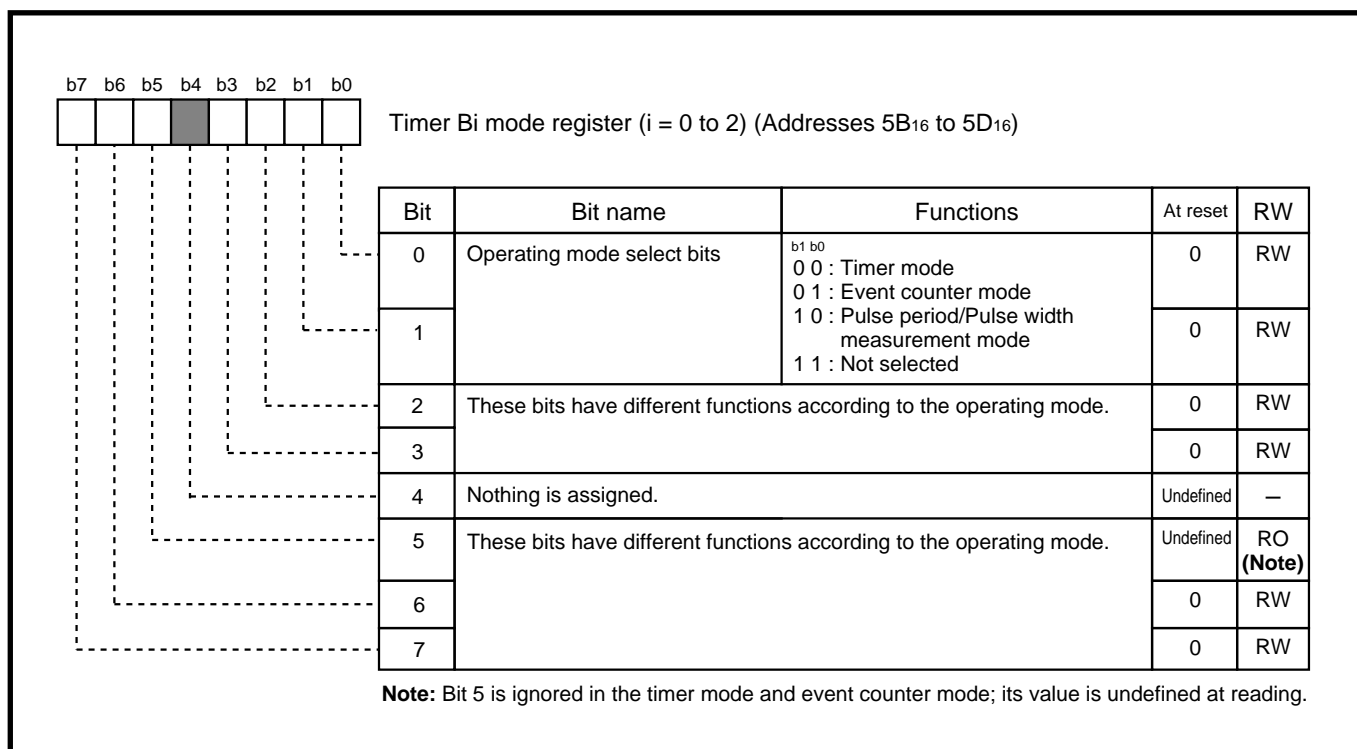 b7 b6 b5 b4 b3 b2 b1 b0
Timer Bi mode register (i = 0 to 2) (Addresses 5B16 to 5D16)
Bit Bit name Functions At reset RW
0 Operating mode select bits b1 b0 0 RW
0 0 : Timer mode
0 1 : Event counter mode
1 0 : Pulse period/Pulse width
1 measurement mode 0 RW
1 1 : Not selected
2 These bits have different functions according to the operating mode. 0 RW
3 0 RW
4 Nothing is assigned. Undefined –
5 These bits have different functions according to the operating mode. Undefined RO
(Note)
6 0 RW
7 0 RW
Note: Bit 5 is ignored in the timer mode and event counter mode; its value is undefined at reading.